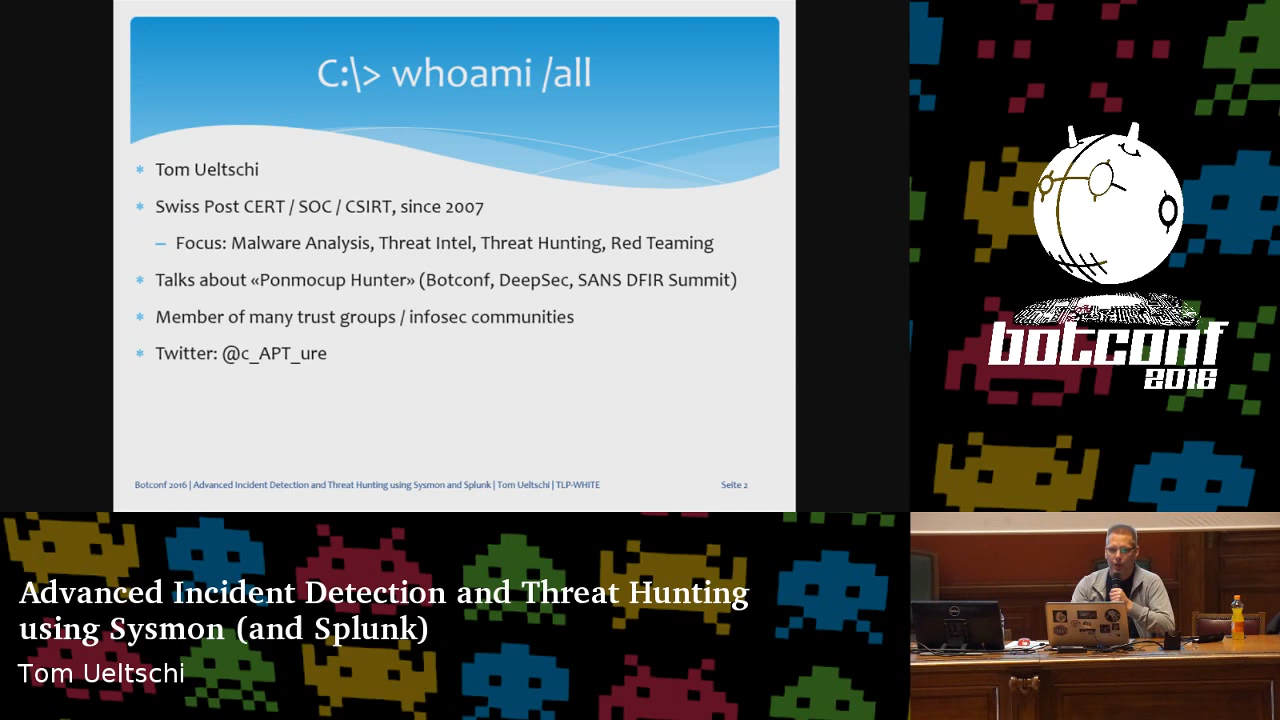 C:\> whoami /all
Tom Ueltschi
Swiss Post CERT / SOC / CSIRT, since 2007
– Focus: Malware Analysis, Threat Intel, Threat Hunting, Red Teaming
Talks about «Ponmocup Hunter» (Botconf, DeepSec, SANS DFIR Summit)
Member of many trust groups / infosec communities
Twitter: @c_APT_ure
Botconf 2016 | Advanced Incident Detection and Threat Hunting using Sysmon and Splunk | Tom Ueltschi | TLP-WHITE
Seite 2
botconf
2016
Advanced Incident Detection and Threat Hunting
using Sysmon (and Splunk)
Tom Ueltschi